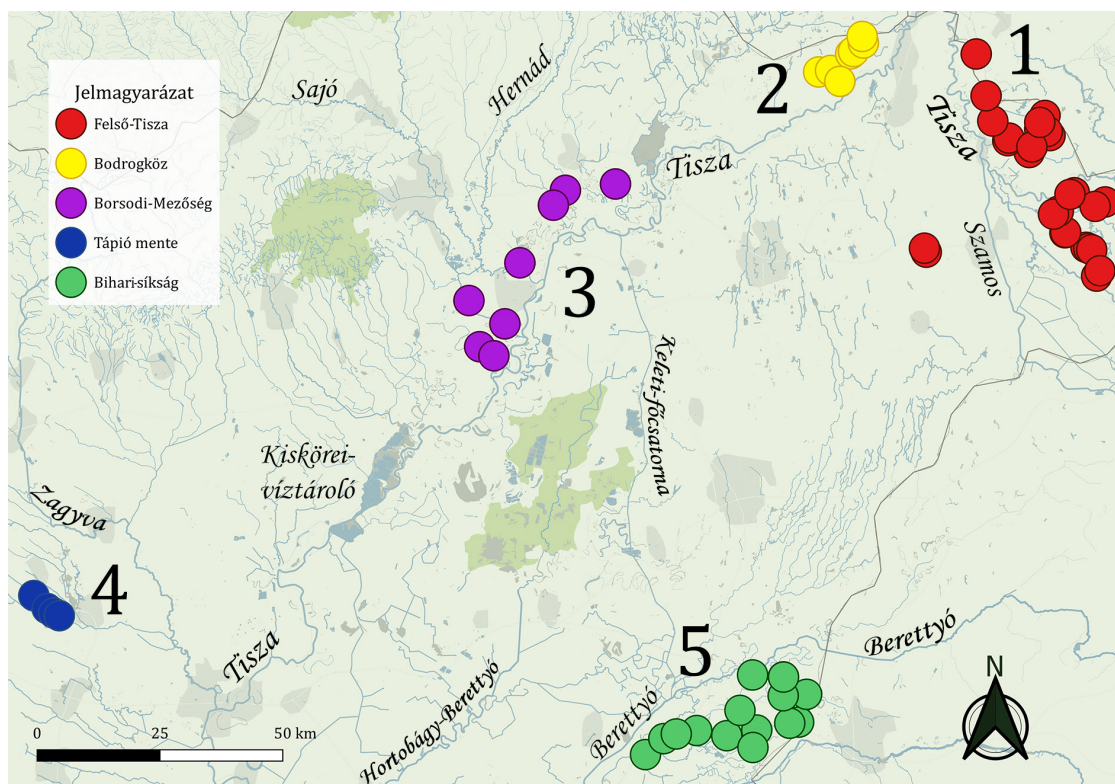 1
2
Sajó
Hernád
Jelmagyarázat
Felső-Tisza
Bodrogköz
Borsodi-Mezőség
Tápió mente
Bihari-síkság
Tisza
Tisza
Szamos
3
Keleti-főcsatorna
Kiskörei-
víztároló
Zagyva
4
Tisza
5
Berettyó
Berettyó
Hortobágy-Berettyó
N
0 25 50 km